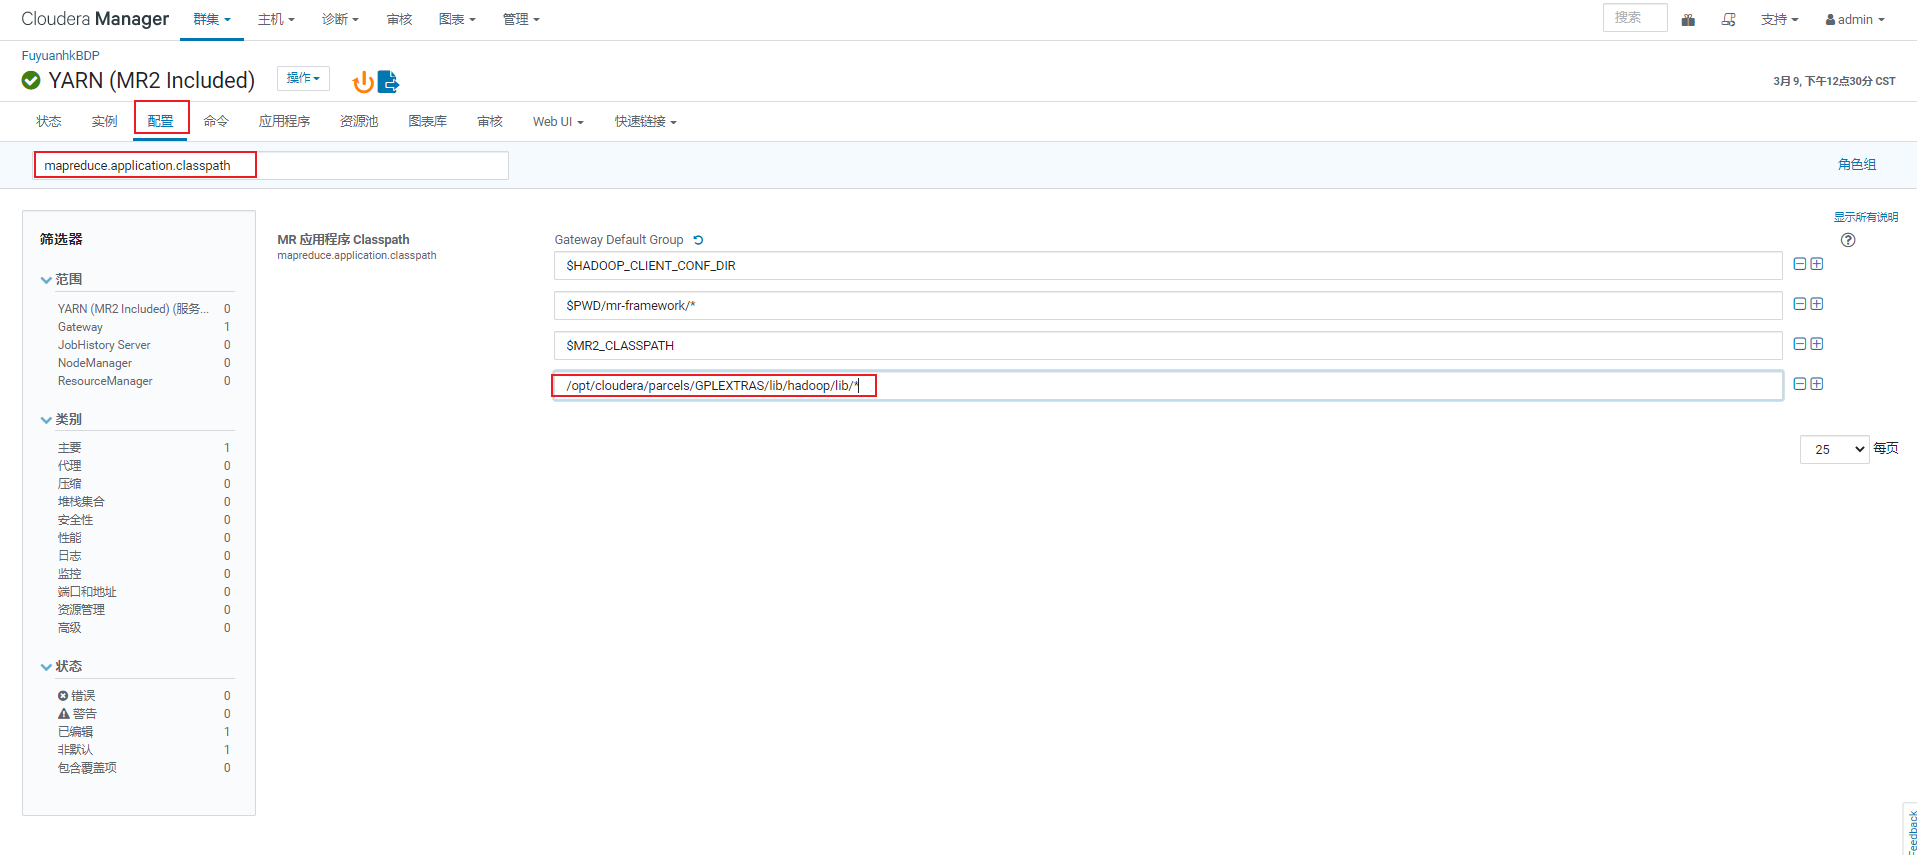 Cloudera Manager 群集 主机 诊断 审核 图表 管理 搜索 支持 admin
FuyuanhkBDP
YARN (MR2 Included) 操作
3月 9, 下午12点30分 CST
状态 实例 配置 命令 应用程序 资源池 图表库 审核 Web UI 快速链接
mapreduce.application.classpath
角色组
显示所有说明
筛选器
范围
YARN (MR2 Included) (服务... 0
Gateway 1
JobHistory Server 0
NodeManager 0
ResourceManager 0
类别
主要 1
代理 0
压缩 0
堆栈集合 0
安全性 0
性能 0
日志 0
监控 0
端口和地址 0
资源管理 0
高级 0
状态
错误 0
警告 0
已编辑 1
非默认 1
包含覆盖项 0
MR 应用程序 Classpath
mapreduce.application.classpath
Gateway Default Group
$HADOOP_CLIENT_CONF_DIR
$PWD/mr-framework/*
$MR2_CLASSPATH
/opt/cloudera/parcels/GPLEXTRAS/lib/hadoop/lib/*
25 每页
Feedback